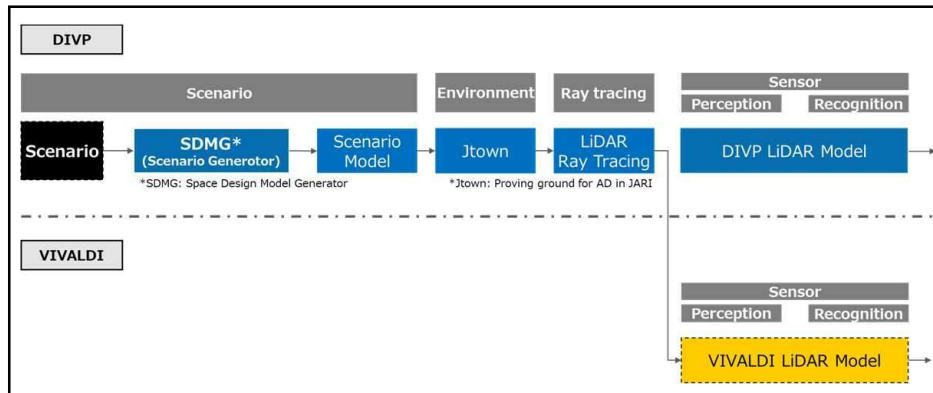 DIVP
Scenario
Environment
Ray tracing
Sensor
Perception
Recognition
Scenario
SDMG*
(Scenario Generotor)
Scenario
Model
Jtown
LiDAR
Ray Tracing
DIVP LiDAR Model
*SDMG: Space Design Model Generator
*Jtown: Proving ground for AD in JARI
VIVALDI
Sensor
Perception
Recognition
VIVALDI LiDAR Model